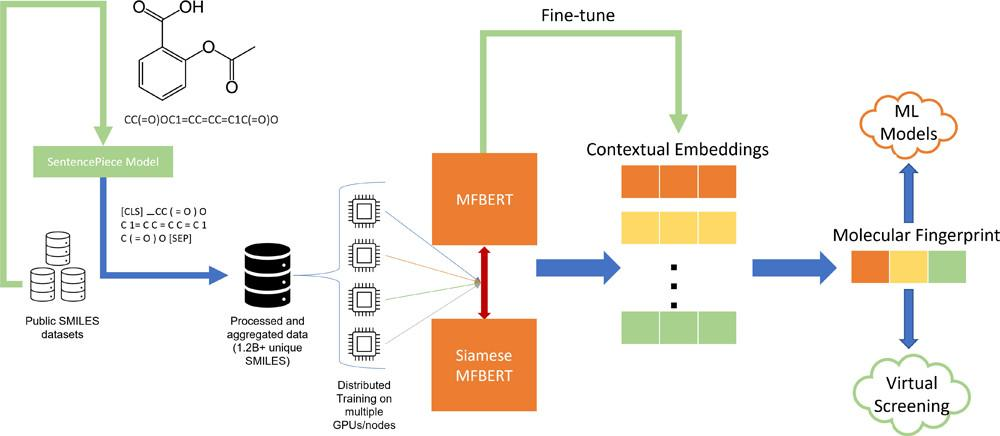 OH
O
O
O
CC(=O)OC1=CC=CC=C1C(=O)O
SentencePiece Model
[CLS] __CC ( = O ) O
C 1= C C = C C = C 1
C ( = O ) O [SEP]
Public SMILES
datasets
Processed and
aggregated data
(1.2B+ unique
SMILES)
Distributed
Training on
multiple
GPUs/nodes
Fine-tune
MFBERT
Siamese
MFBERT
Contextual Embeddings
ML
Models
Molecular Fingerprint
Virtual
Screening